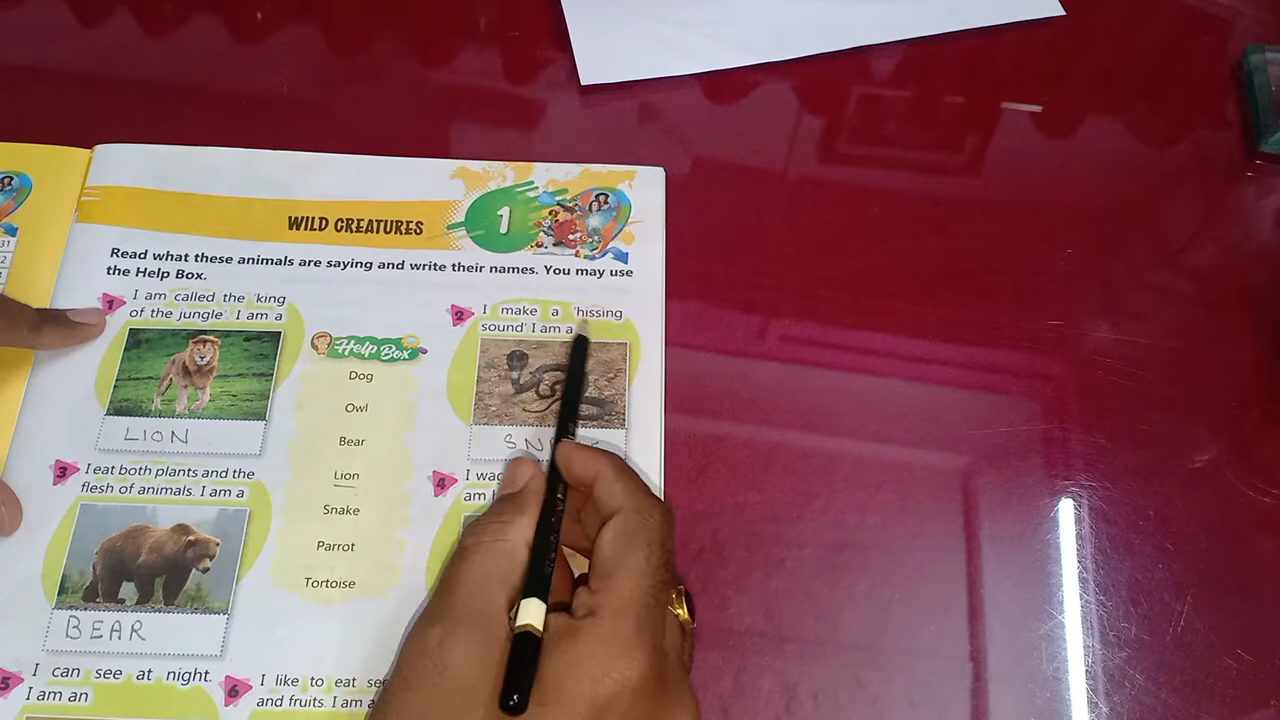 WILD CREATURES
1
Read what these animals are saying and write their names. You may use
the Help Box.
1 I am called the 'king
of the jungle'. I am a
LION
2 I make a 'hissing
sound' I am a
Help Box
Dog
Owl
Bear
Lion
Snake
Parrot
Tortoise
3 I eat both plants and the
flesh of animals. I am a
BEAR
4 I
am
5 I can see at night.
I am an
6 I like to eat
and fruits. I am a
31